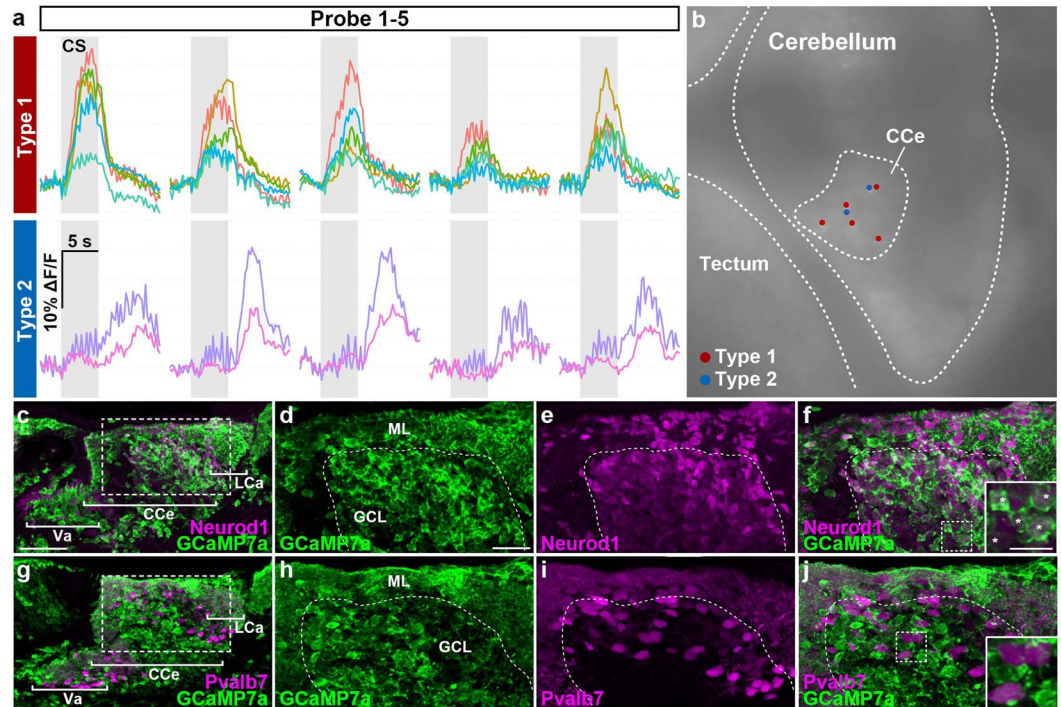 a
Probe 1-5
b
CS
Type 1
5 s
10% ΔF/F
Type 2
Cerebellum
CCe
Tectum
Type 1
Type 2
c
LCa
CCe
Va
Neurod1
GCaMP7a
d
ML
GCL
GCaMP7a
e
Neurod1
f
Neurod1
GCaMP7a
*
*
*
*
*
g
LCa
CCe
Va
Pvalb7
GCaMP7a
h
ML
GCL
GCaMP7a
i
Pvalb7
j
Pvalb7
GCaMP7a